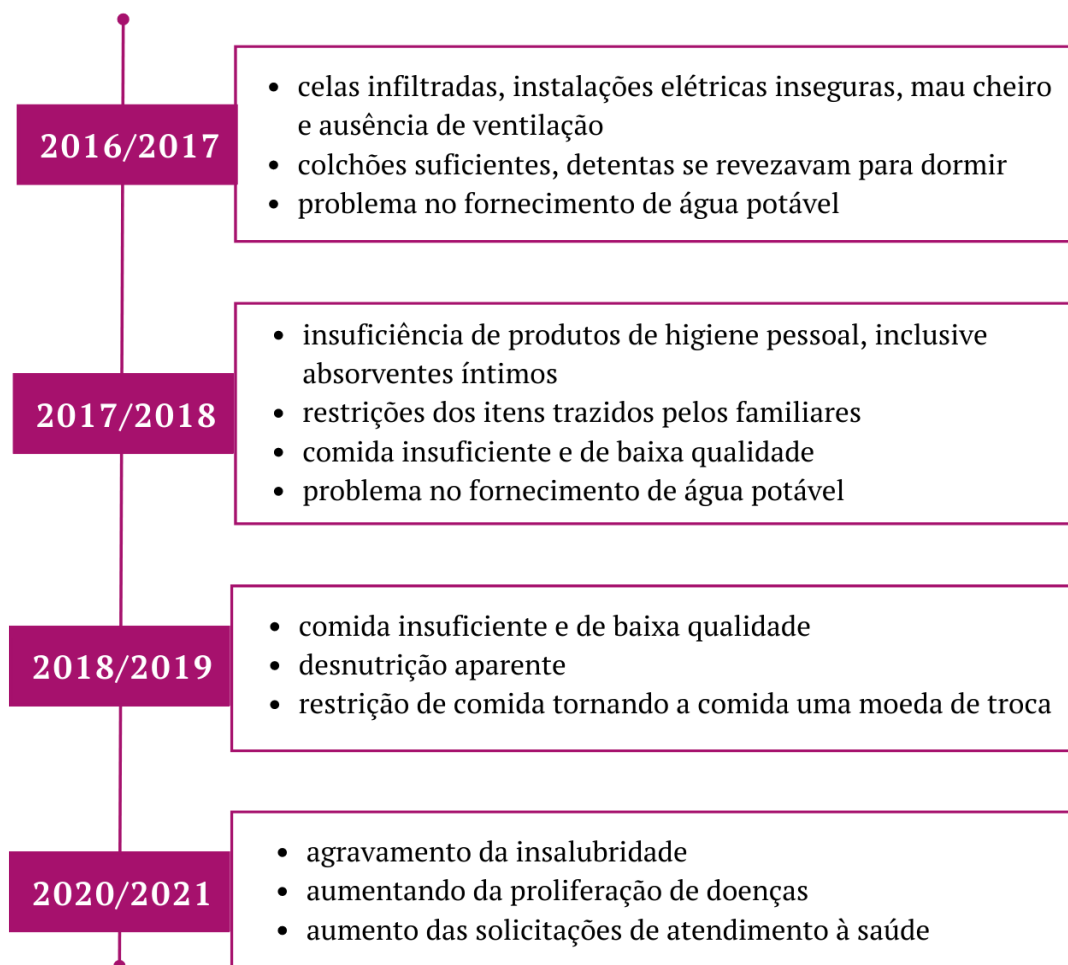 2016/2017
• celas infiltradas, instalações elétricas inseguras, mau cheiro
e ausência de ventilação
• colchões suficientes, detentas se revezavam para dormir
• problema no fornecimento de água potável
2017/2018
• insuficiência de produtos de higiene pessoal, inclusive
absorventes íntimos
• restrições dos itens trazidos pelos familiares
• comida insuficiente e de baixa qualidade
• problema no fornecimento de água potável
2018/2019
• comida insuficiente e de baixa qualidade
• desnutrição aparente
• restrição de comida tornando a comida uma moeda de troca
2020/2021
• agravamento da insalubridade
• aumentando da proliferação de doenças
• aumento das solicitações de atendimento à saúde